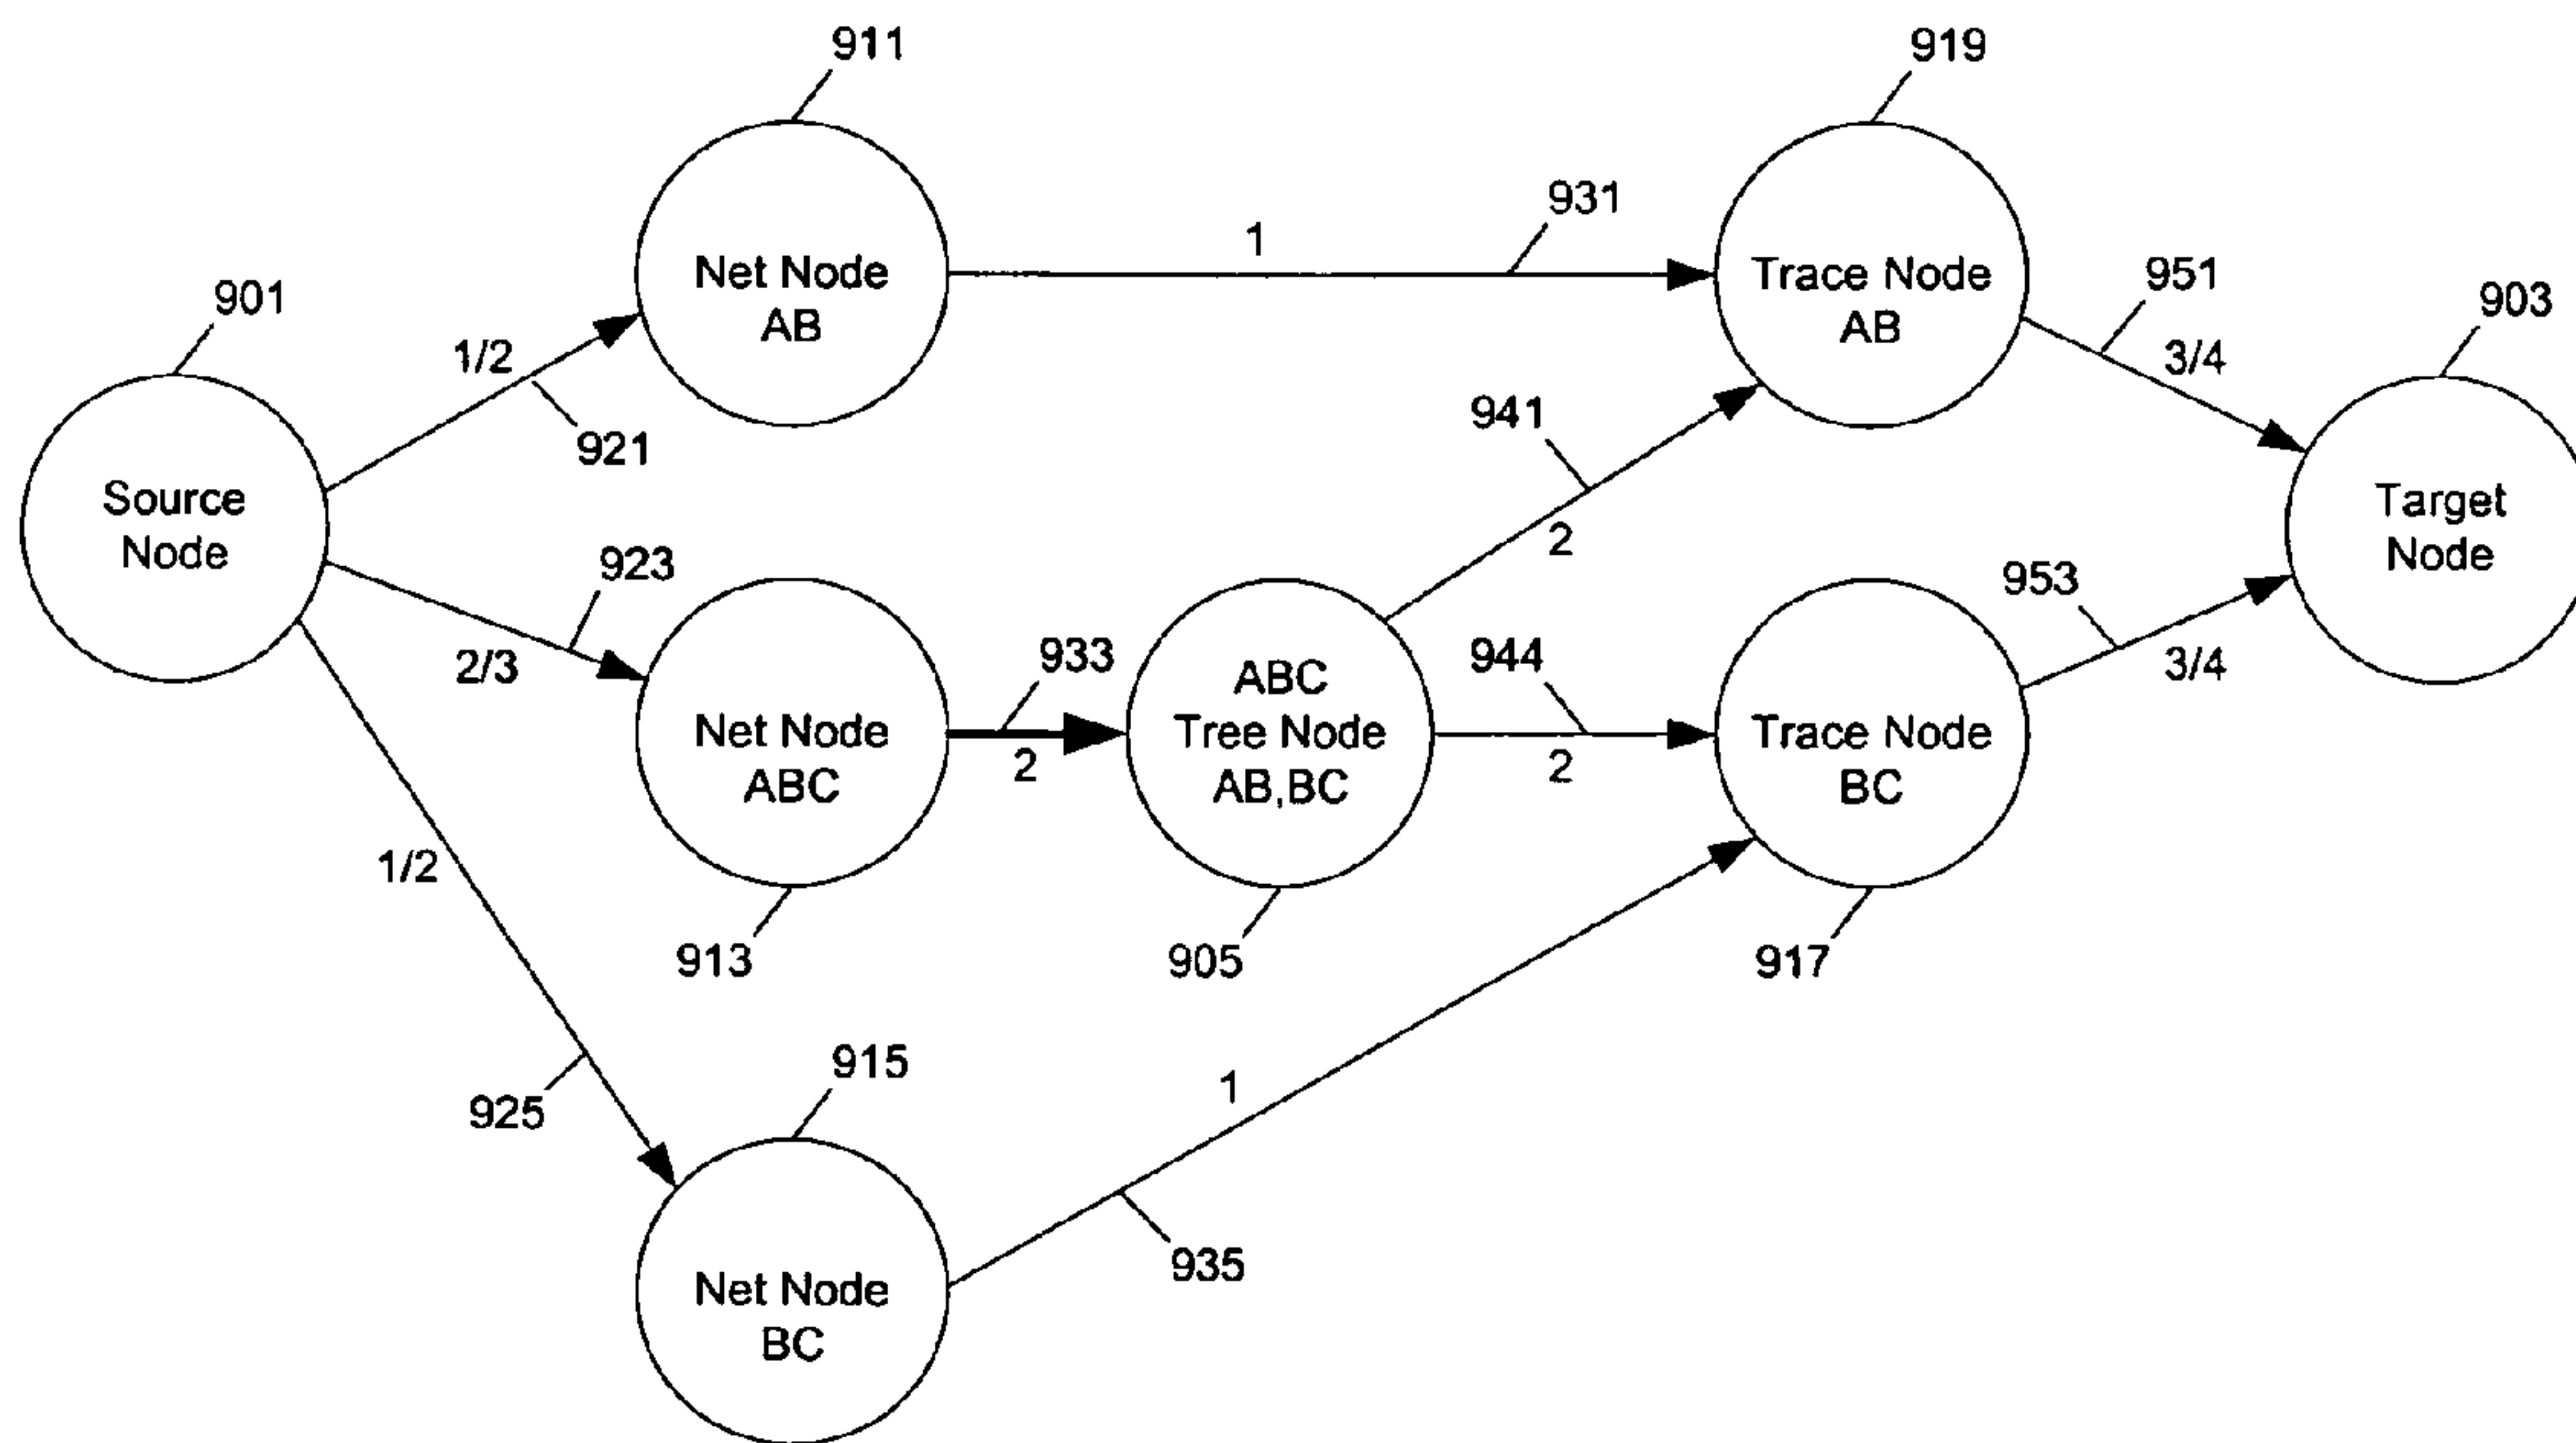 911
919
931
1
Net Node
AB
Trace Node
AB
951
901
903
1/2
3/4
921
941
Source
Node
Target
Node
2
923
953
2/3
933
944
ABC
Tree Node
AB,BC
3/4
Net Node
ABC
2
2
Trace Node
BC
1/2
913
905
917
915
925
1
935
Net Node
BC